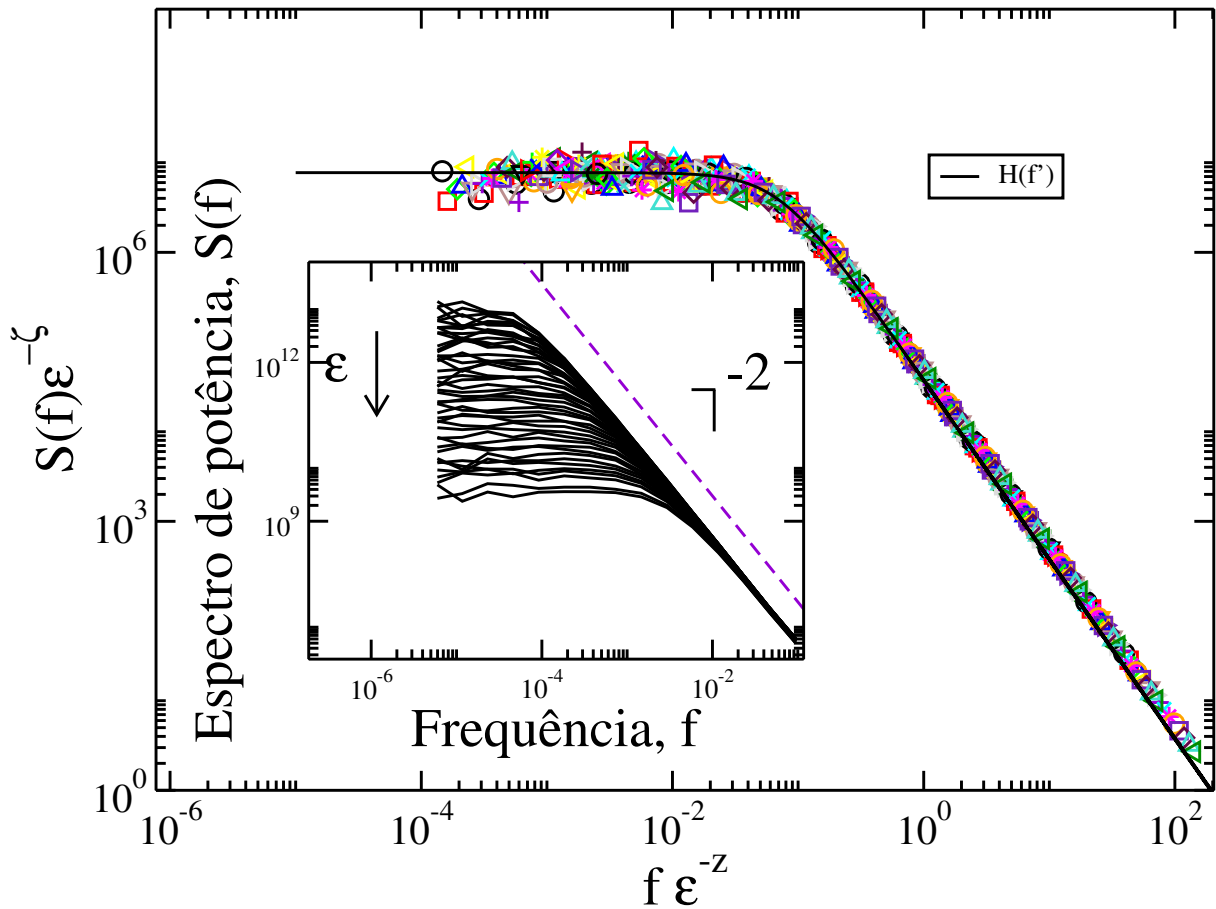 S(f)ε^-ζ
10^6
10^3
10^0
10^-6
10^-4
10^-2
10^0
10^2
f ε^-z
H(f')
Espectro de potência, S(f)
10^12
10^9
ε
-2
10^-6
10^-4
10^-2
Frequência, f